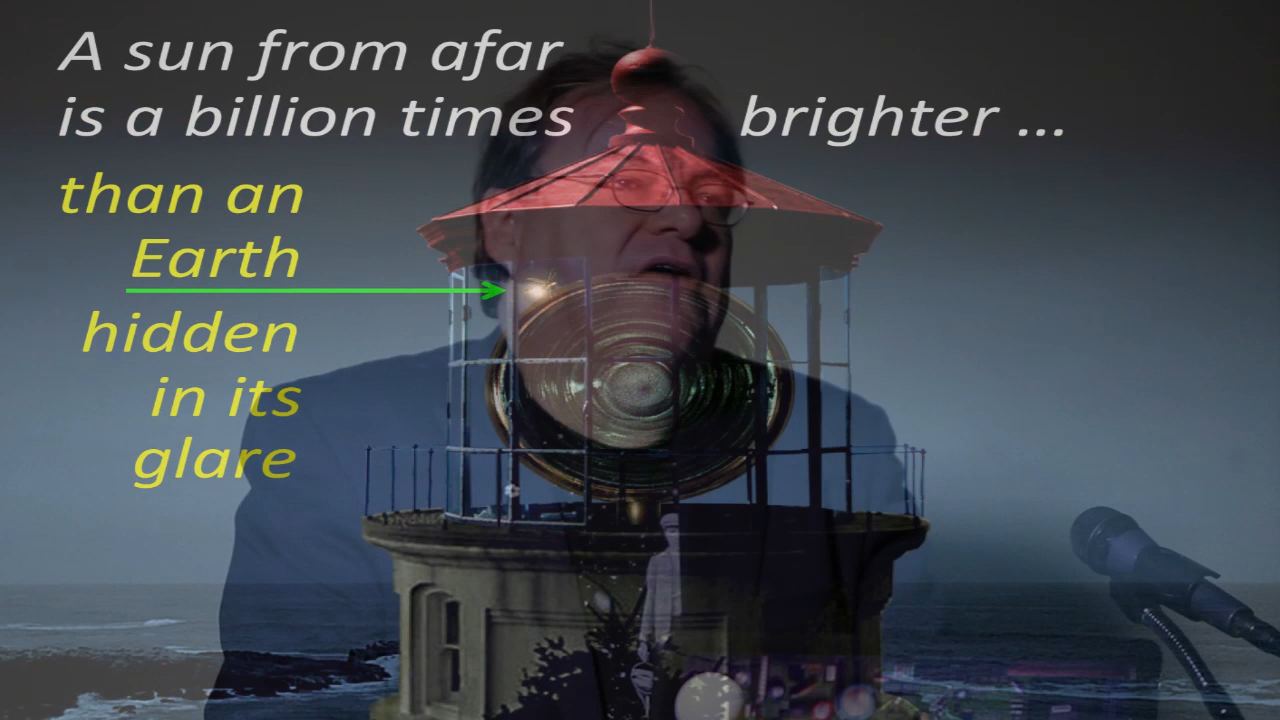 A sun from afar
is a billion times brighter ...
than an
Earth
hidden
in its
glare